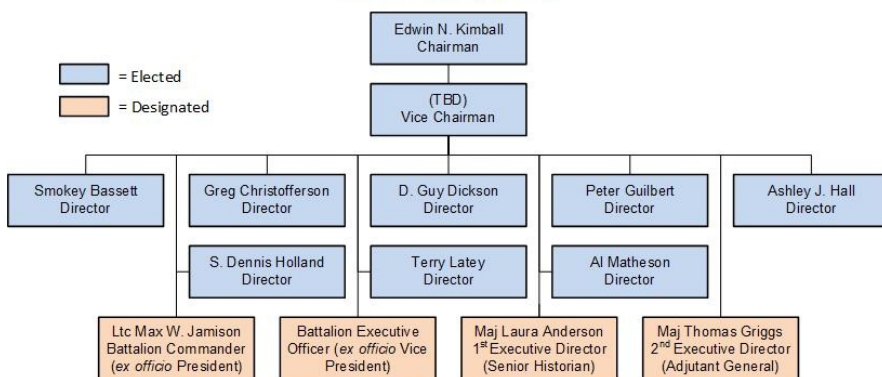 Edwin N. Kimball
Chairman
= Elected
= Designated
(TBD)
Vice Chairman
Smokey Bassett
Director
Greg Christofferson
Director
D. Guy Dickson
Director
Peter Guilbert
Director
Ashley J. Hall
Director
S. Dennis Holland
Director
Terry Latey
Director
Al Matheson
Director
Ltc Max W. Jamison
Battalion Commander
(ex officio President)
Battalion Executive
Officer (ex officio Vice
President)
Maj Laura Anderson
1st Executive Director
(Senior Historian)
Maj Thomas Griggs
2nd Executive Director
(Adjutant General)